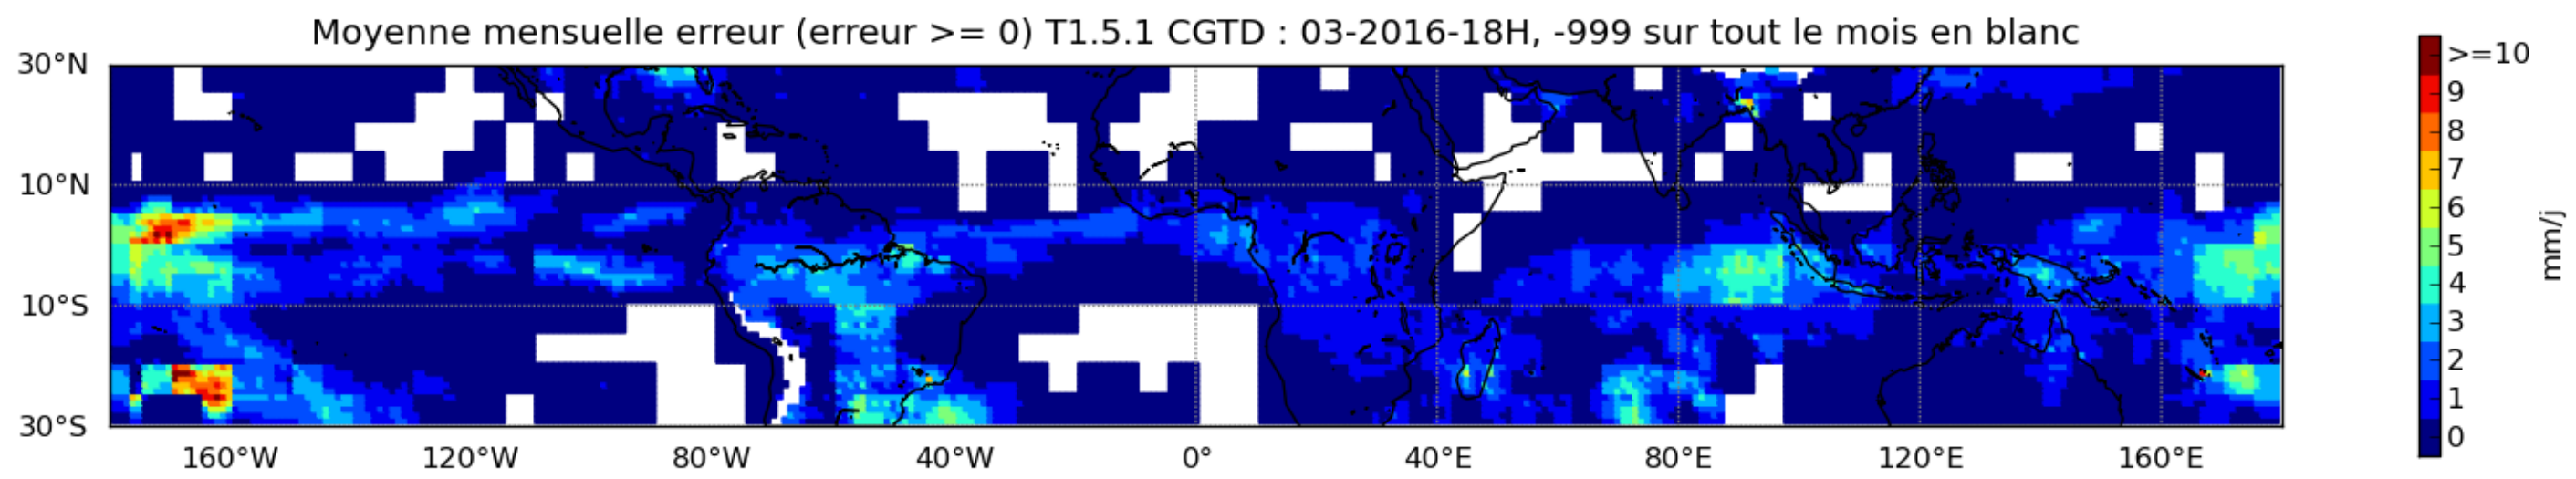 Moyenne mensuelle erreur (erreur >= 0) T1.5.1 CGTD : 03-2016-18H, -999 sur tout le mois en blanc
30°N
10°N
10°S
30°S
160°W 120°W 80°W 40°W 0° 40°E 80°E 120°E 160°E
>=10
9
8
7
6
5
4
3
2
1
0
mm/j